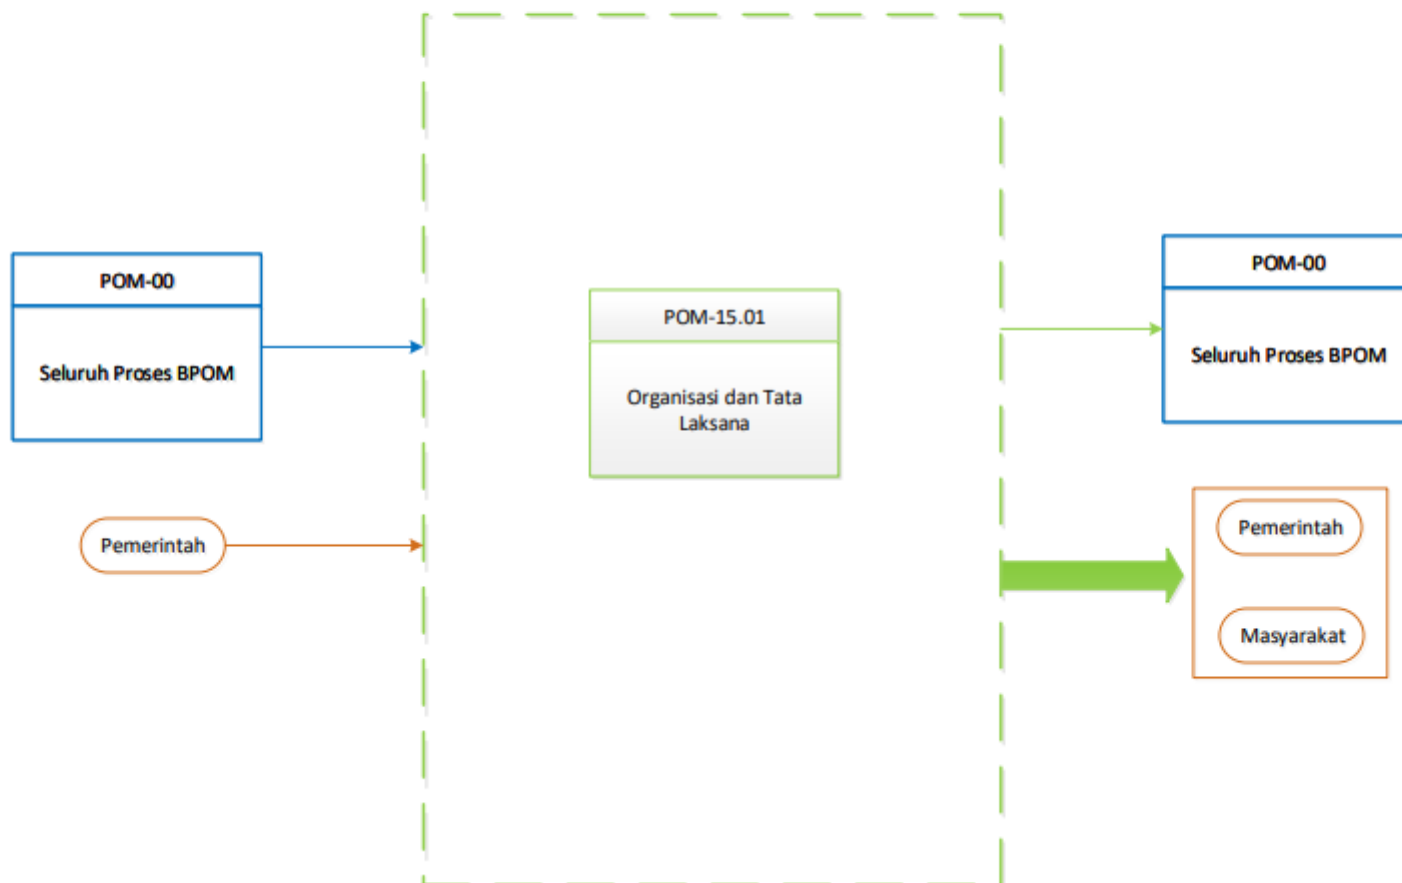 POM-00
Seluruh Proses BPOM
Pemerintah
POM-15.01
Organisasi dan Tata
Laksana
POM-00
Seluruh Proses BPOM
Pemerintah
Masyarakat